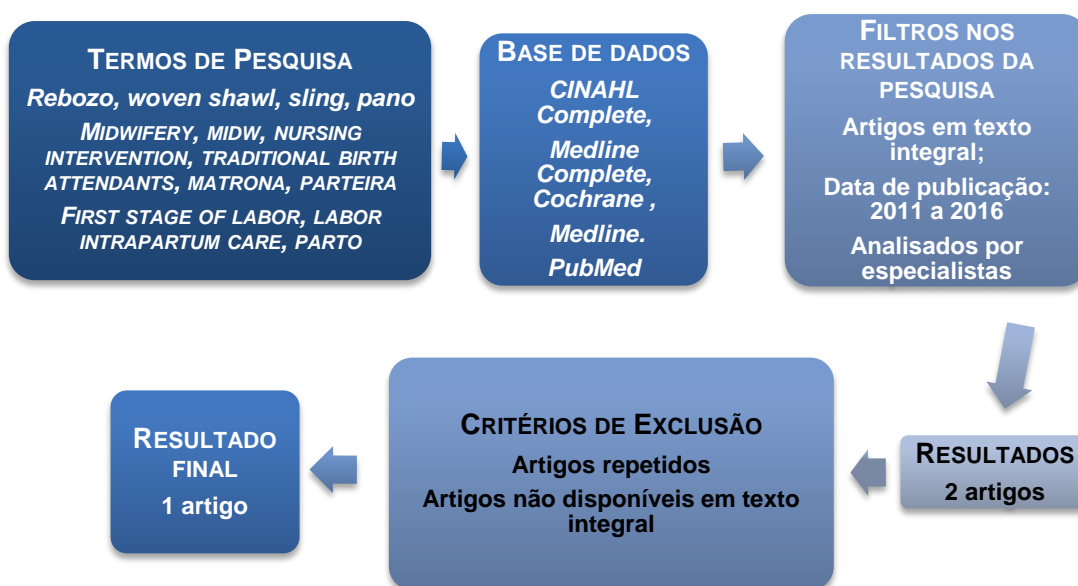 TERMOS DE PESQUISA
Rebozo, woven shawl, sling, pano
MIDWIFERY, MIDW, NURSING
INTERVENTION, TRADITIONAL BIRTH
ATTENDANTS, MATRONA, PARTEIRA
FIRST STAGE OF LABOR, LABOR
INTRAPARTUM CARE, PARTO
BASE DE DADOS
CINAHL
Complete,
Medline
Complete,
Cochrane ,
Medline.
PubMed
FILTROS NOS
RESULTADOS DA
PESQUISA
Artigos em texto
integral;
Data de publicação:
2011 a 2016
Analisados por
especialistas
RESULTADOS
2 artigos
CRITÉRIOS DE EXCLUSÃO
Artigos repetidos
Artigos não disponíveis em texto
integral
RESULTADO
FINAL
1 artigo